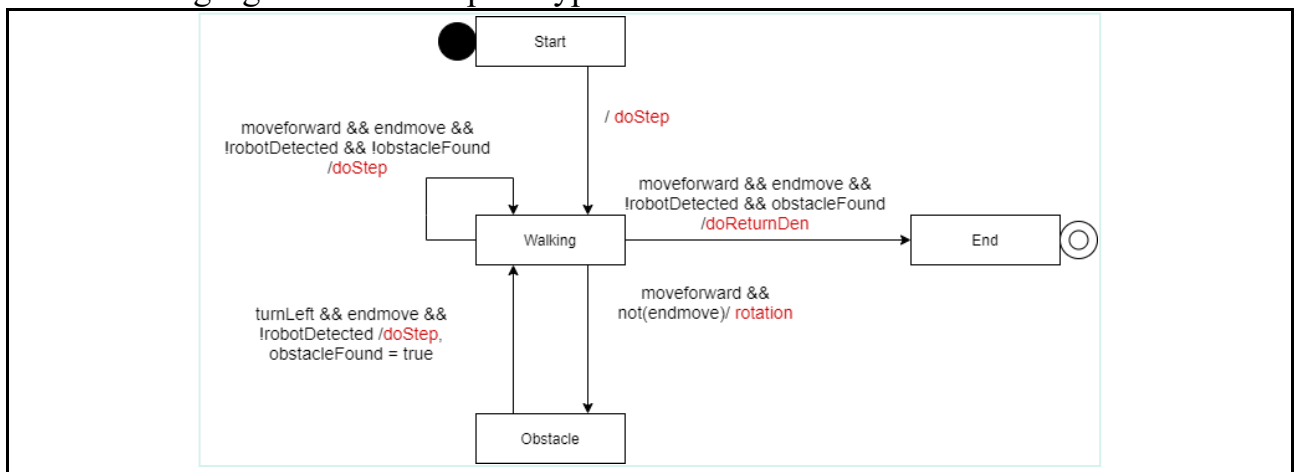 Start
/ doStep
moveforward && endmove &&
!robotDetected && !obstacleFound
/doStep
moveforward && endmove &&
!robotDetected && obstacleFound
/doReturnDen
Walking
End
moveforward &&
not(endmove)/ rotation
turnLeft && endmove &&
!robotDetected /doStep,
obstacleFound = true
Obstacle